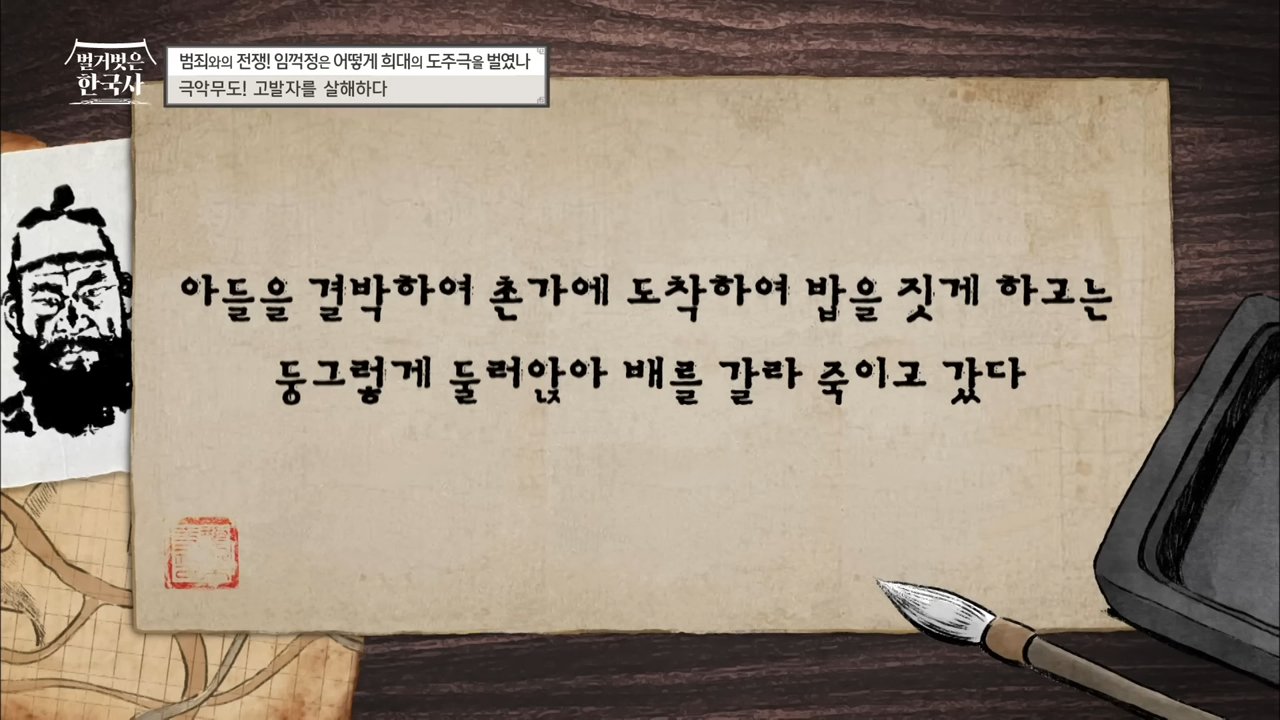 벌거벗은
한국사
범죄와의 전쟁! 임꺽정은 어떻게 희대의 도주극을 벌였나
극악무도! 고발자를 살해하다
아들을 결박하여 촌가에 도착하여 밥을 짓게 하고는
둥그렇게 둘러앉아 배를 갈라 죽이고 갔다